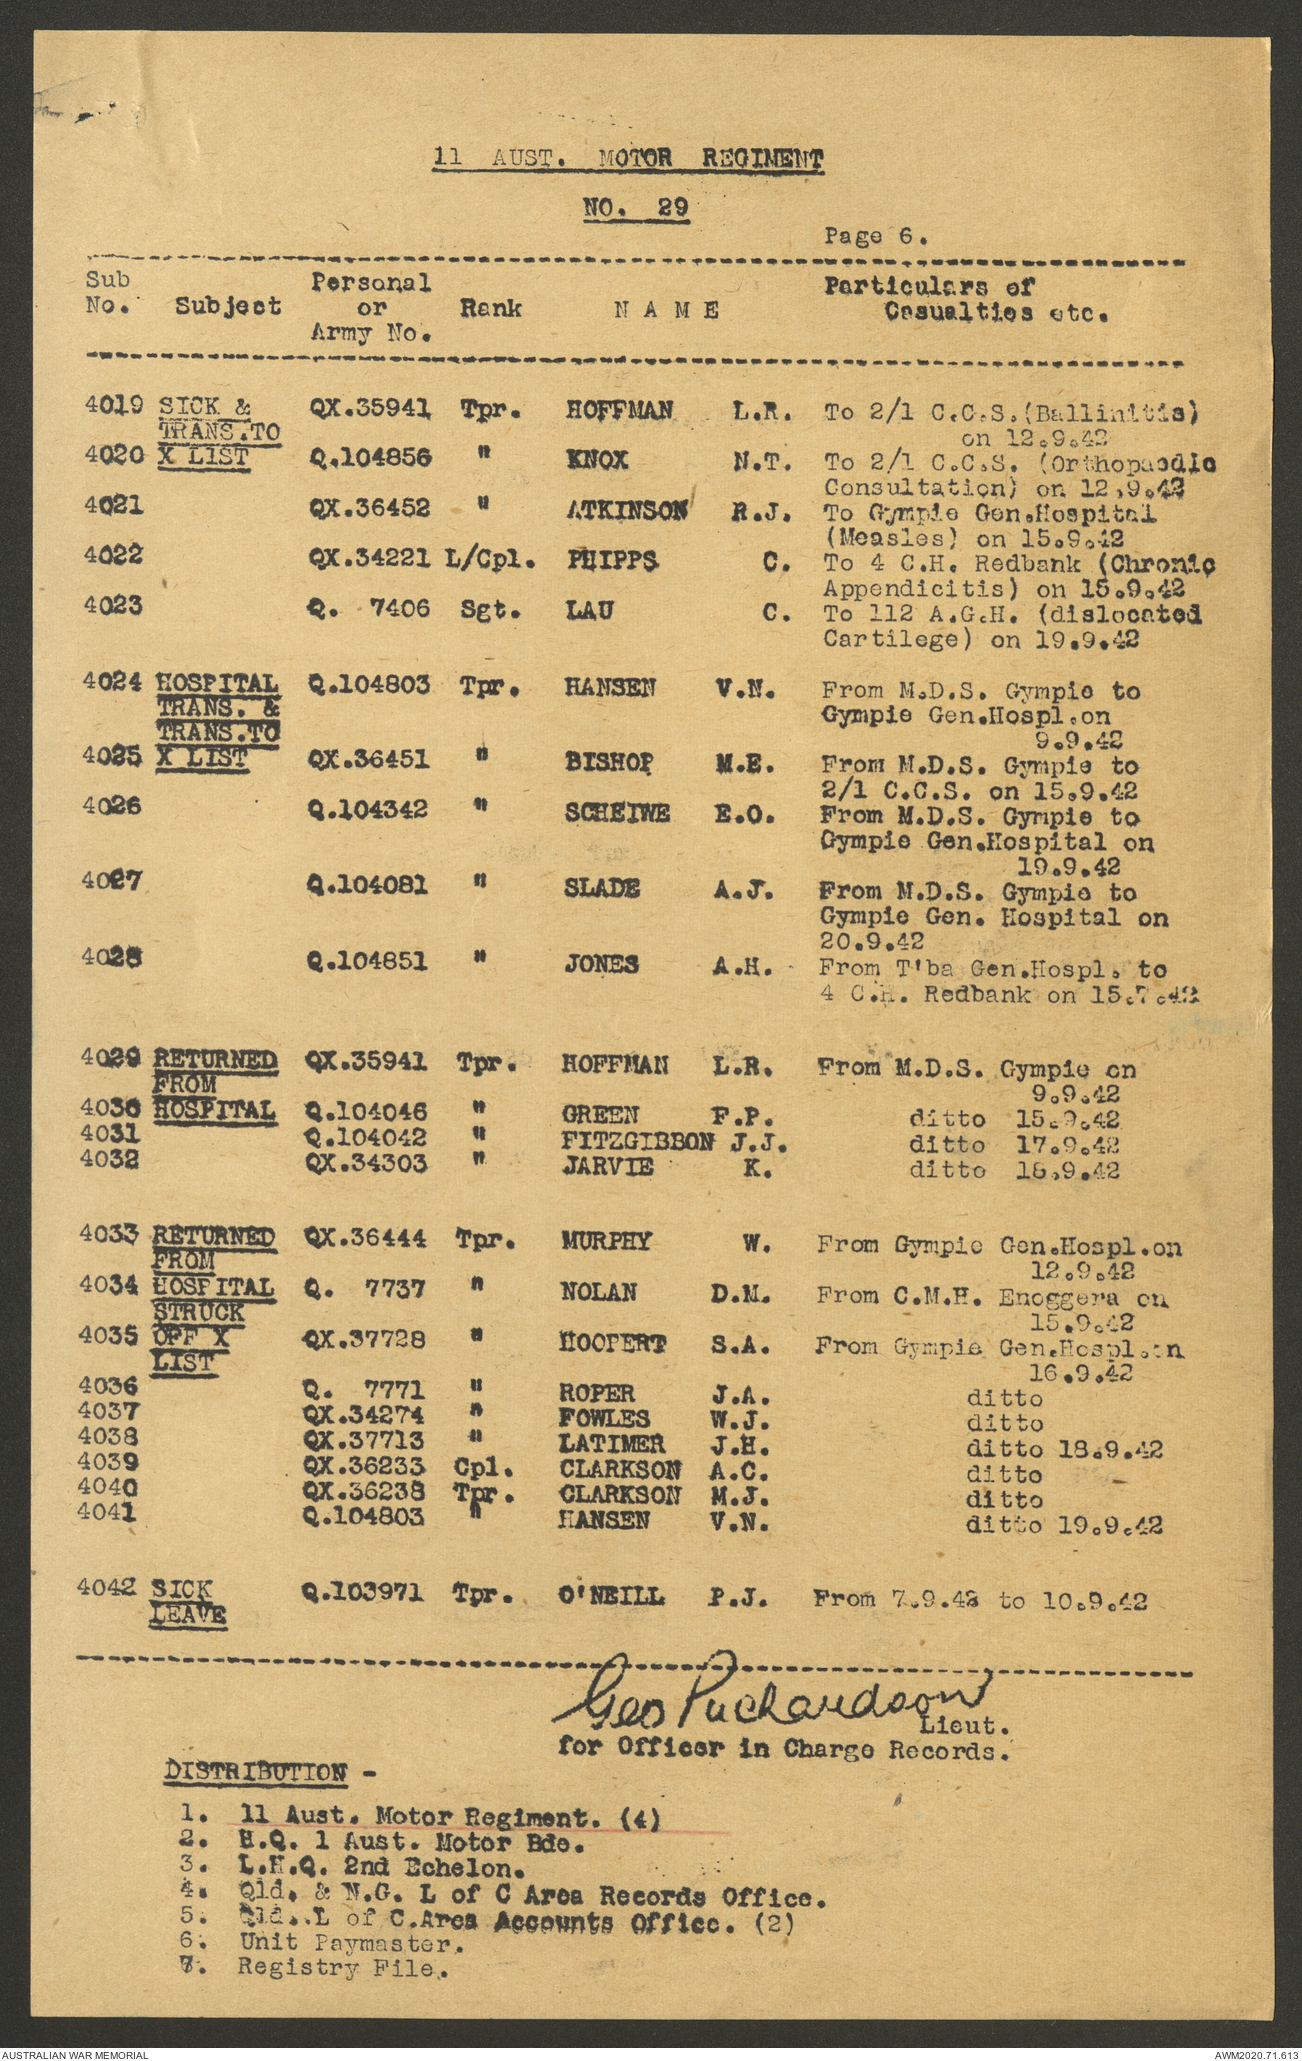 11 AUST. MOTOR REGIMENT
NO. 29
Page 6.
Sub Personal Particulars of
No. Subject or Rank N A M E Casualties etc.
Army No.
4019 SICK & QX.35941 Tpr. HOFFMAN L.R. To 2/1 C.C.S.(Ballinitis)
TRANS.TO on 12.9.42
4020 X LIST Q.104856 " KNOX N.T. To 2/1 C.C.S. (Orthopaedic
Consultation) on 12.9.42
4021 QX.36452 " ATKINSON R.J. To Gympie Gen.Hospital
(Measles) on 15.9.42
4022 QX.34221 L/Cpl. PHIPPS C. To 4 C.H. Redbank (Chronic
Appendicitis) on 15.9.42
4023 Q. 7406 Sgt. LAU C. To 112 A.G.H. (dislocated
Cartilege) on 19.9.42
4024 HOSPITAL Q.104803 Tpr. HANSEN V.N. From M.D.S. Gympie to
TRANS. & Gympie Gen.Hospl.on
TRANS.TO 9.9.42
4025 X LIST QX.36451 " BISHOP M.E. From M.D.S. Gympie to
2/1 C.C.S. on 15.9.42
4026 Q.104342 " SCHEIWE E.O. From M.D.S. Gympie to
Gympie Gen.Hospital on
19.9.42
4027 Q.104081 " SLADE A.J. From M.D.S. Gympie to
Gympie Gen. Hospital on
20.9.42
4028 Q.104851 " JONES A.H. From T'ba Gen.Hospl. to
4 C.H. Redbank on 15.7.42
4029 RETURNED QX.35941 Tpr. HOFFMAN L.R. From M.D.S. Gympie on
FROM 9.9.42
4030 HOSPITAL Q.104046 " GREEN F.P. ditto 15.9.42
4031 Q.104042 " FITZGIBBON J.J. ditto 17.9.42
4032 QX.34303 " JARVIE K. ditto 18.9.42
4033 RETURNED QX.36444 Tpr. MURPHY W. From Gympie Gen.Hospl.on
FROM 12.9.42
4034 HOSPITAL Q. 7737 " NOLAN D.M. From C.M.H. Enoggera on
STRUCK 15.9.42
4035 OFF X QX.37728 " HOOPERT S.A. From Gympie Gen.Hospl.on
LIST 16.9.42
4036 Q. 7771 " ROPER J.A. ditto
4037 QX.34274 " FOWLES W.J. ditto
4038 QX.37713 " LATIMER J.H. ditto 18.9.42
4039 QX.36233 Cpl. CLARKSON A.C. ditto
4040 QX.36238 Tpr. CLARKSON M.J. ditto
4041 Q.104803 " HANSEN V.N. ditto 19.9.42
4042 SICK Q.103971 Tpr. O'NEILL P.J. From 7.9.42 to 10.9.42
LEAVE
Geo Richardson
Lieut.
for Officer in Charge Records.
DISTRIBUTION -
1. 11 Aust. Motor Regiment. (4)
2. H.Q. 1 Aust. Motor Bde.
3. L.H.Q. 2nd Echelon.
4. Qld. & N.G. L of C Area Records Office.
5. Qld..L of C.Area Accounts Office. (2)
6. Unit Paymaster.
7. Registry File.
AUSTRALIAN WAR MEMORIAL AWM2020.71.613